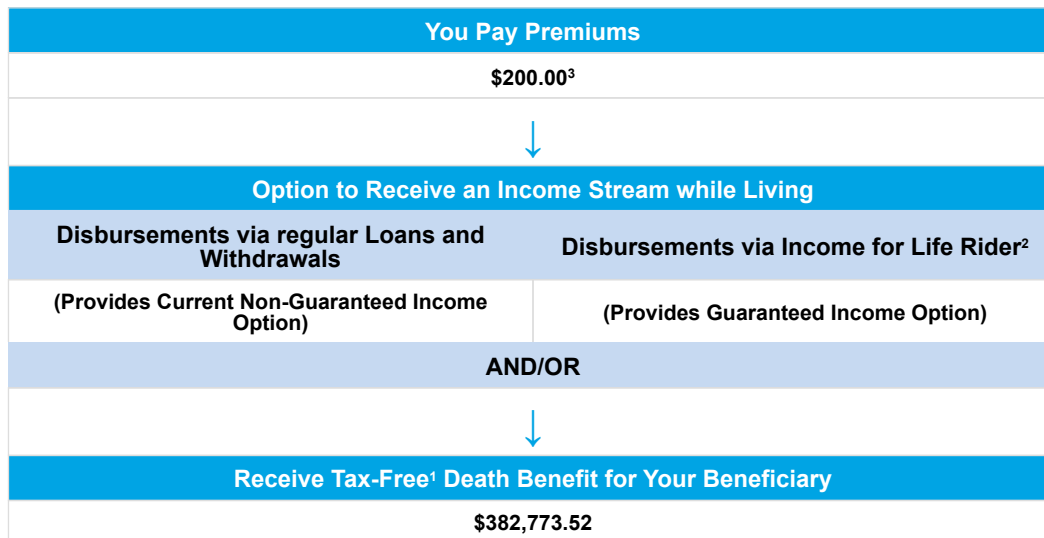 You Pay Premiums
$200.00³
Option to Receive an Income Stream while Living
Disbursements via regular Loans and
Withdrawals
Disbursements via Income for Life Rider²
(Provides Current Non-Guaranteed Income
Option)
(Provides Guaranteed Income Option)
AND/OR
Receive Tax-Free¹ Death Benefit for Your Beneficiary
$382,773.52